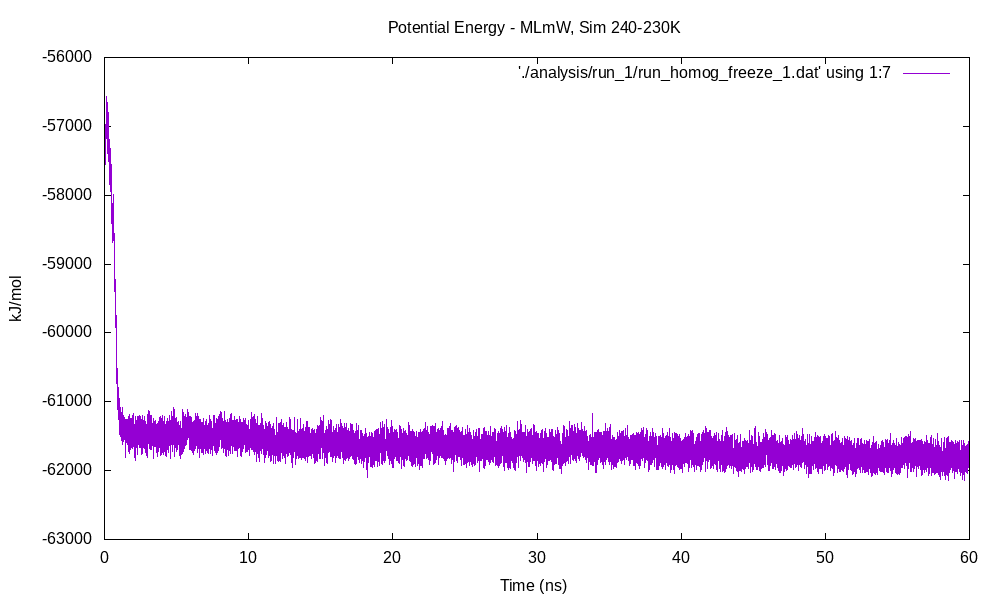 Potential Energy - MLmW, Sim 240-230K
'./analysis/run_1/run_homog_freeze_1.dat' using 1:7
-56000
-57000
-58000
-59000
-60000
-61000
-62000
-63000
kJ/mol
0 10 20 30 40 50 60
Time (ns)